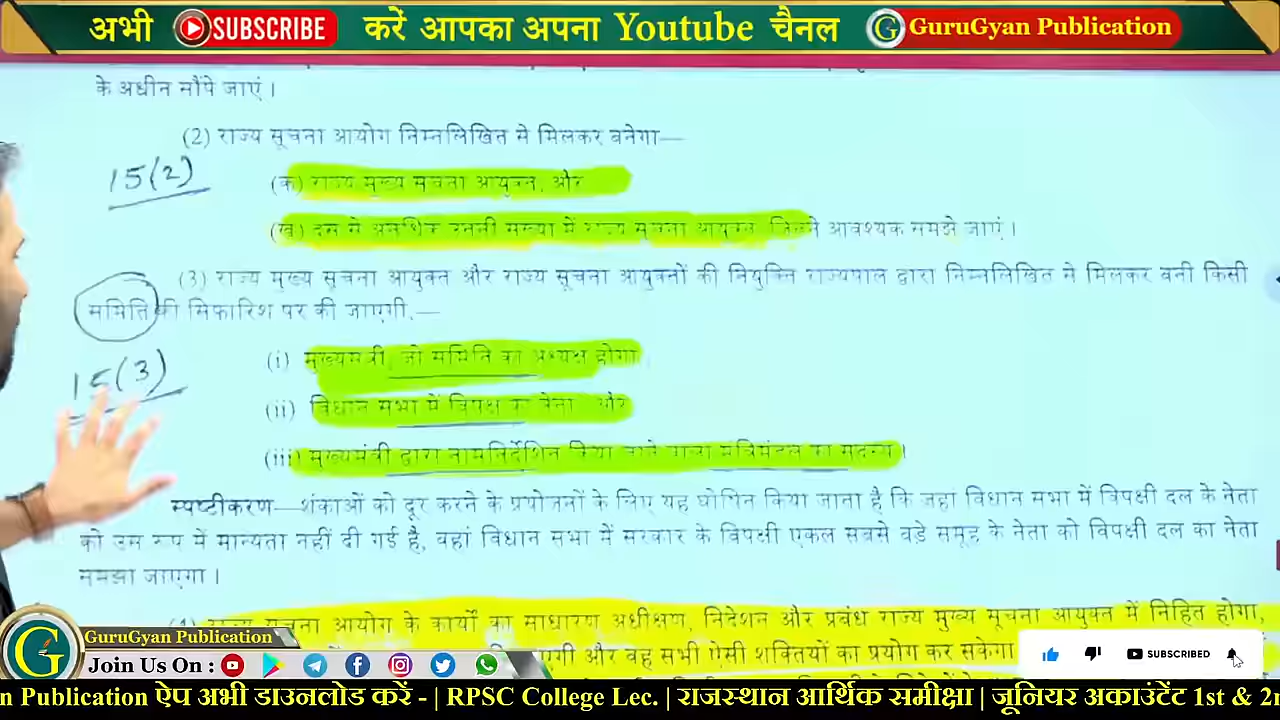 अभी SUBSCRIBE करें आपका अपना Youtube चैनल GuruGyan Publication
के अधीन सौंपे जाएं ।
(2) राज्य सूचना आयोग निम्नलिखित से मिलकर बनेगा—
15(2)
(क) राज्य मुख्य सूचना आयुक्त, और
(ख) दस से अनधिक उतनी संख्या में राज्य सूचना आयुक्त, जितने आवश्यक समझे जाएं ।
(3) राज्य मुख्य सूचना आयुक्त और राज्य सूचना आयुक्तों की नियुक्ति राज्यपाल द्वारा निम्नलिखित से मिलकर बनी किसी
समिति की सिफारिश पर की जाएगी,—
15(3)
(i) मुख्यमंत्री, जो समिति का अध्यक्ष होगा
(ii) विधान सभा में विपक्ष का नेता और
(iii) मुख्यमंत्री द्वारा नामनिर्देशित किया जाने वाला मंत्रिमंडल का सदस्य ।
स्पष्टीकरण—शंकाओं को दूर करने के प्रयोजनों के लिए यह घोषित किया जाता है कि जहां विधान सभा में विपक्षी दल के नेता
को उस रूप में मान्यता नहीं दी गई है, वहां विधान सभा में सरकार के विपक्षी एकल सबसे बड़े समूह के नेता को विपक्षी दल का नेता
समझा जाएगा ।
(4) राज्य सूचना आयोग के कार्यों का साधारण अधीक्षण, निदेशन और प्रबंध राज्य मुख्य सूचना आयुक्त में निहित होगा,
और वह सभी ऐसी शक्तियों का प्रयोग कर सकेगा
SUBSCRIBED
G GuruGyan Publication
Join Us On :
n Publication ऐप अभी डाउनलोड करें - | RPSC College Lec. | राजस्थान आर्थिक समीक्षा | जूनियर अकाउंटेंट 1st & 2n